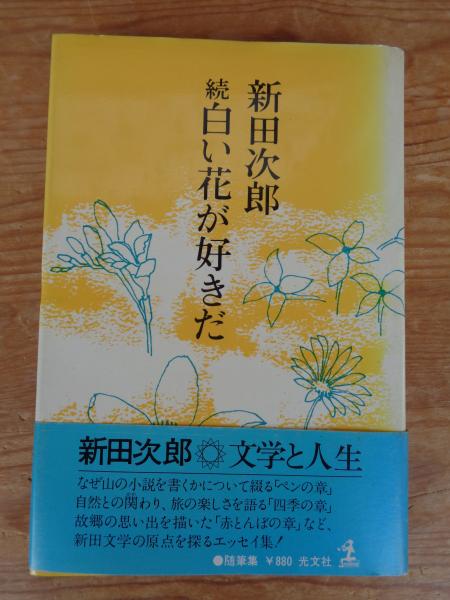 新田次郎
続 白い花が好きだ
新田次郎 文学と人生
なぜ山の小説を書くかについて綴る「ペンの章」
自然との関わり、旅の楽しさを語る「四季の章」
故郷の思い出を描いた「赤とんぼの章」など、
新田文学の原点を探るエッセイ集！
●随筆集 ￥880 光文社